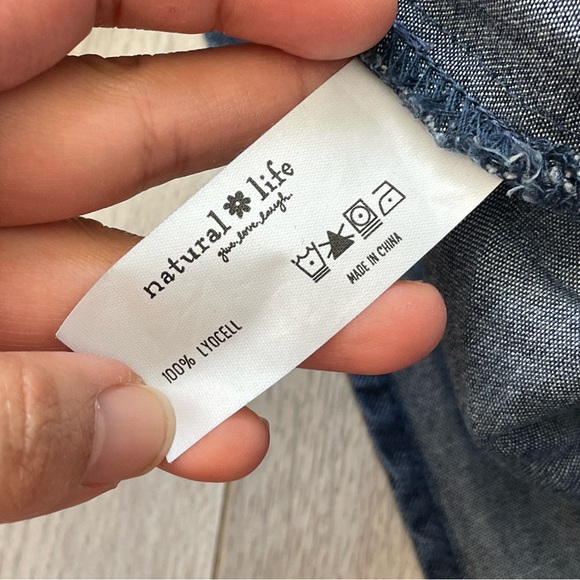 natural life
give.love.laugh.
100% LYOCELL
MADE IN CHINA